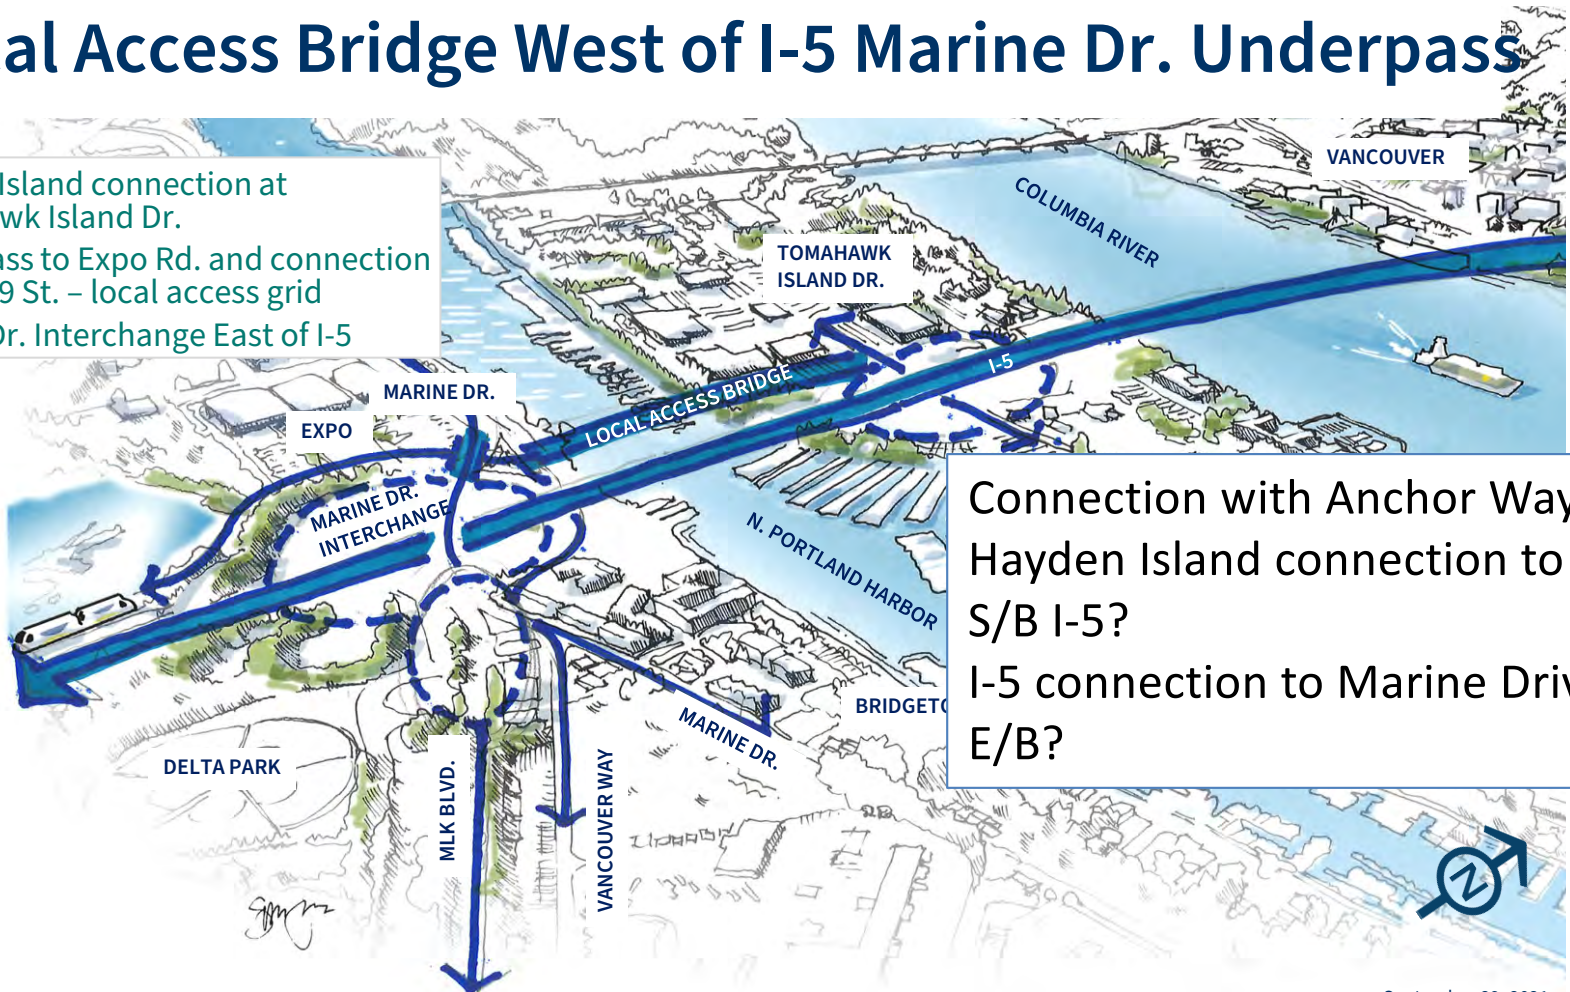 al Access Bridge West of I-5 Marine Dr. Underpass
Island connection at
wk Island Dr.
ass to Expo Rd. and connection
9 St. – local access grid
Dr. Interchange East of I-5
VANCOUVER
COLUMBIA RIVER
TOMAHAWK
ISLAND DR.
I-5
LOCAL ACCESS BRIDGE
MARINE DR.
EXPO
MARINE DR.
INTERCHANGE
N. PORTLAND HARBOR
Connection with Anchor Way
Hayden Island connection to
S/B I-5?
I-5 connection to Marine Driv
E/B?
BRIDGETO
MARINE DR.
DELTA PARK
MLK BLVD.
VANCOUVER WAY
Z